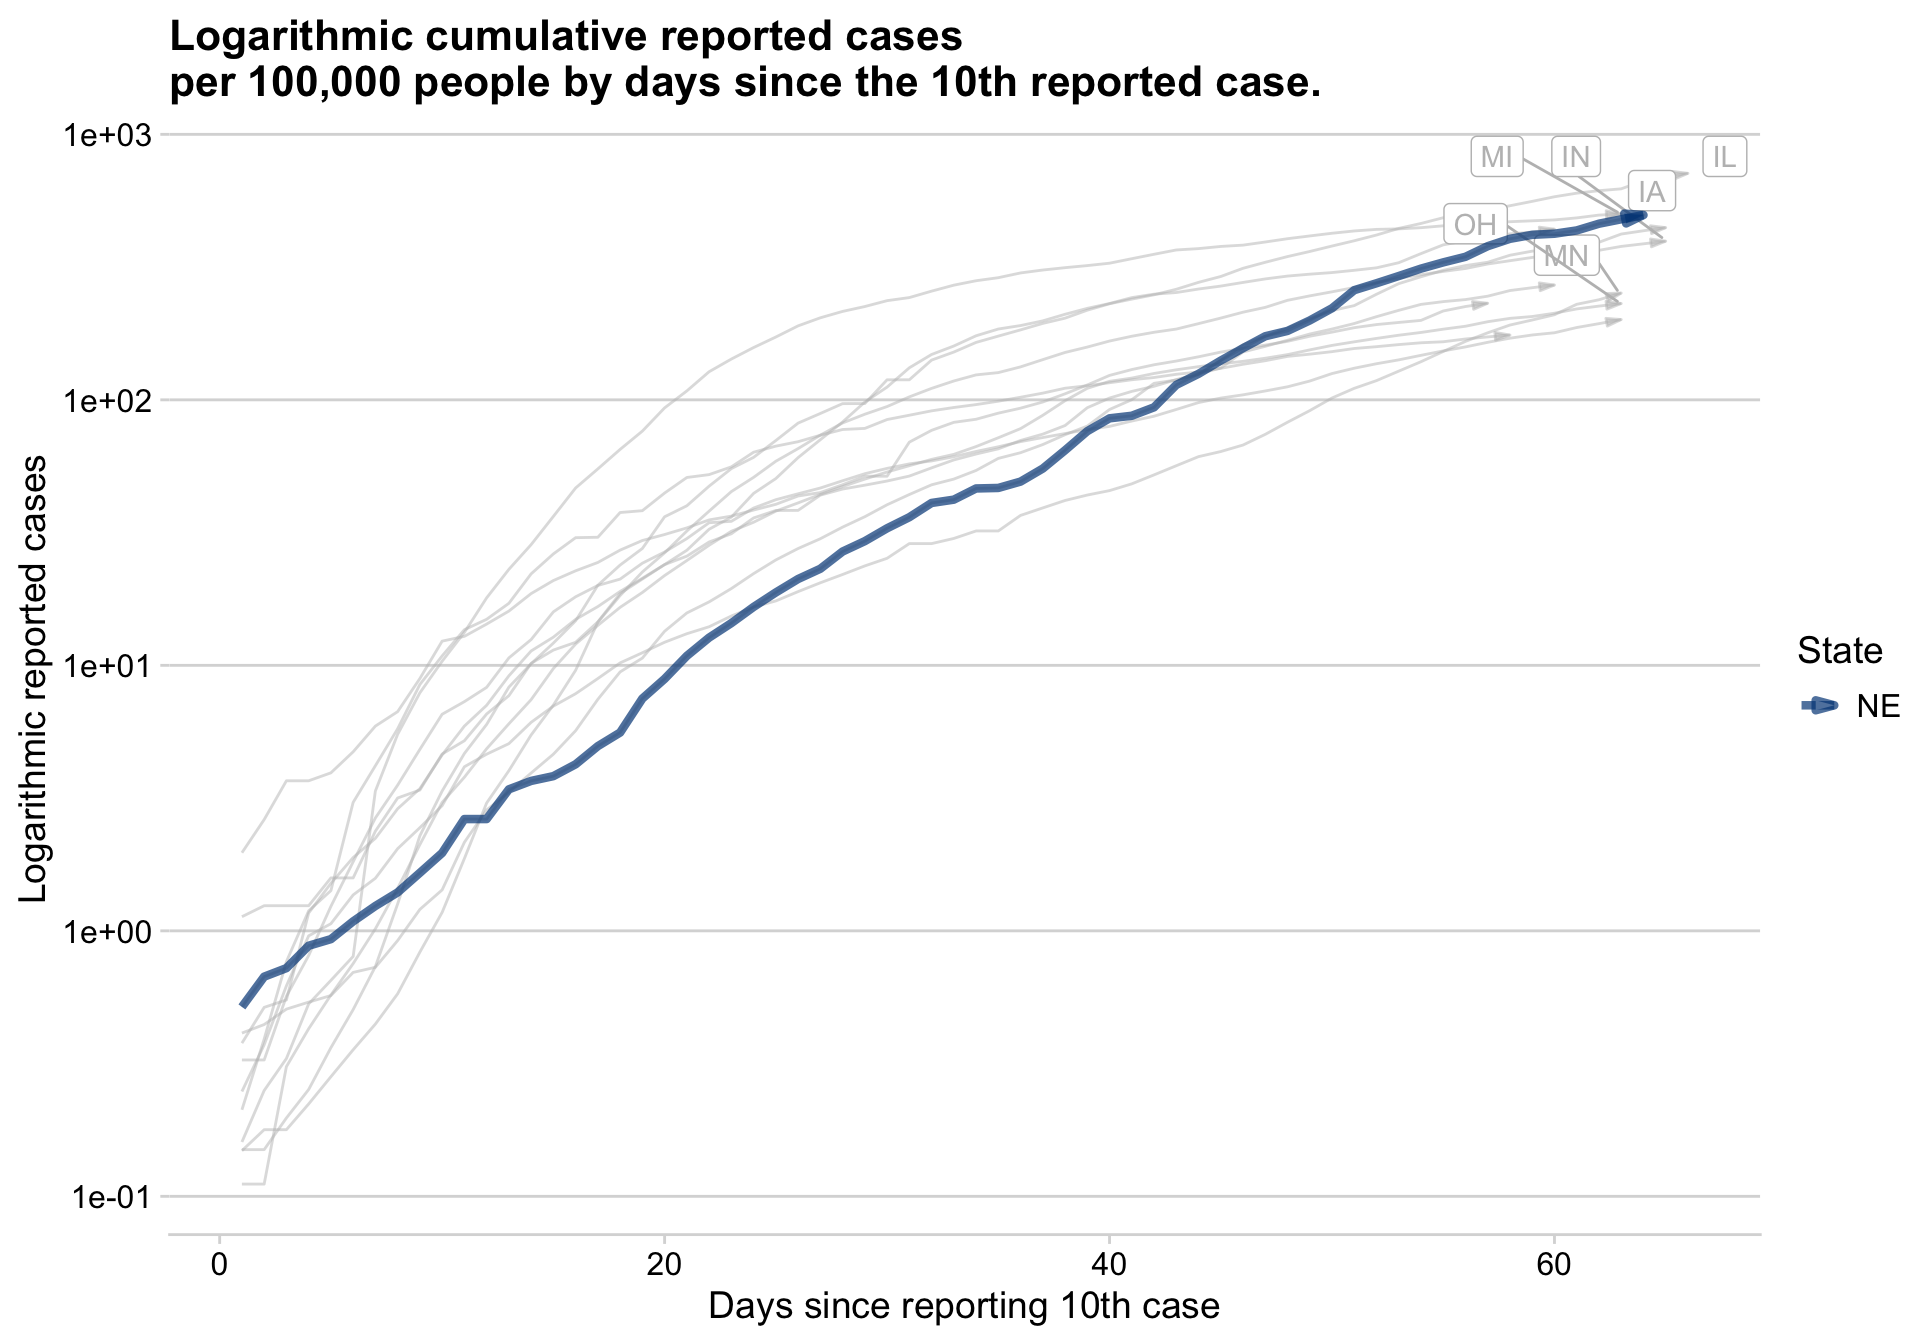 Logarithmic cumulative reported cases
per 100,000 people by days since the 10th reported case.
1e+03
1e+02
1e+01
1e+00
1e-01
Logarithmic reported cases
MI
IN
IL
IA
OH
MN
State
NE
0
20
40
60
Days since reporting 10th case